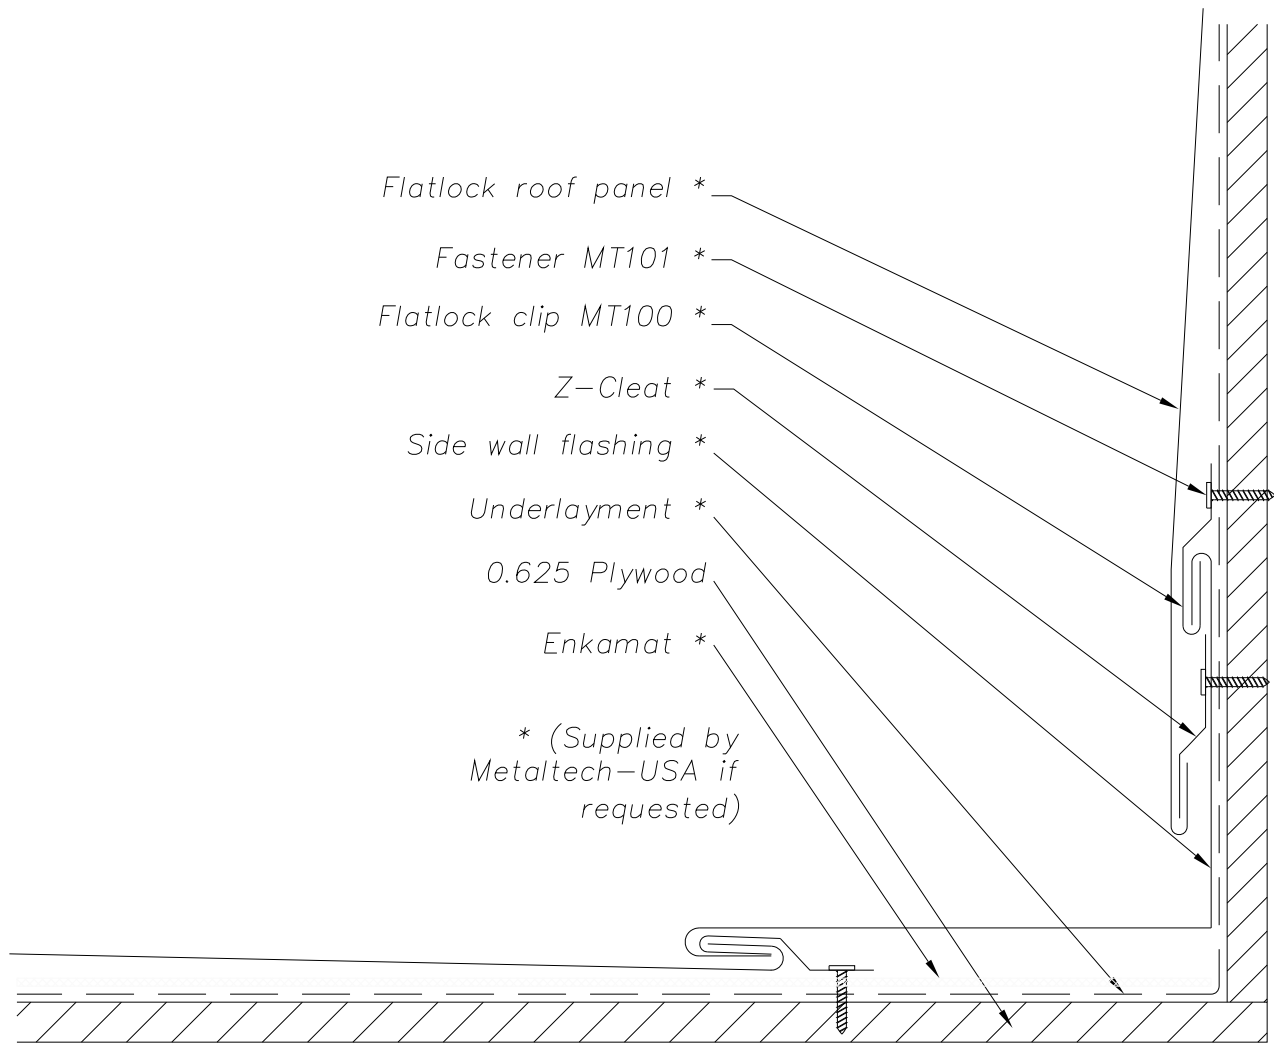 Flatlock roof panel *
Fastener MT101 *
Flatlock clip MT100 *
Z-Cleat *
Side wall flashing *
Underlayment *
0.625 Plywood
Enkamat *
* (Supplied by
Metaltech-USA if
requested)